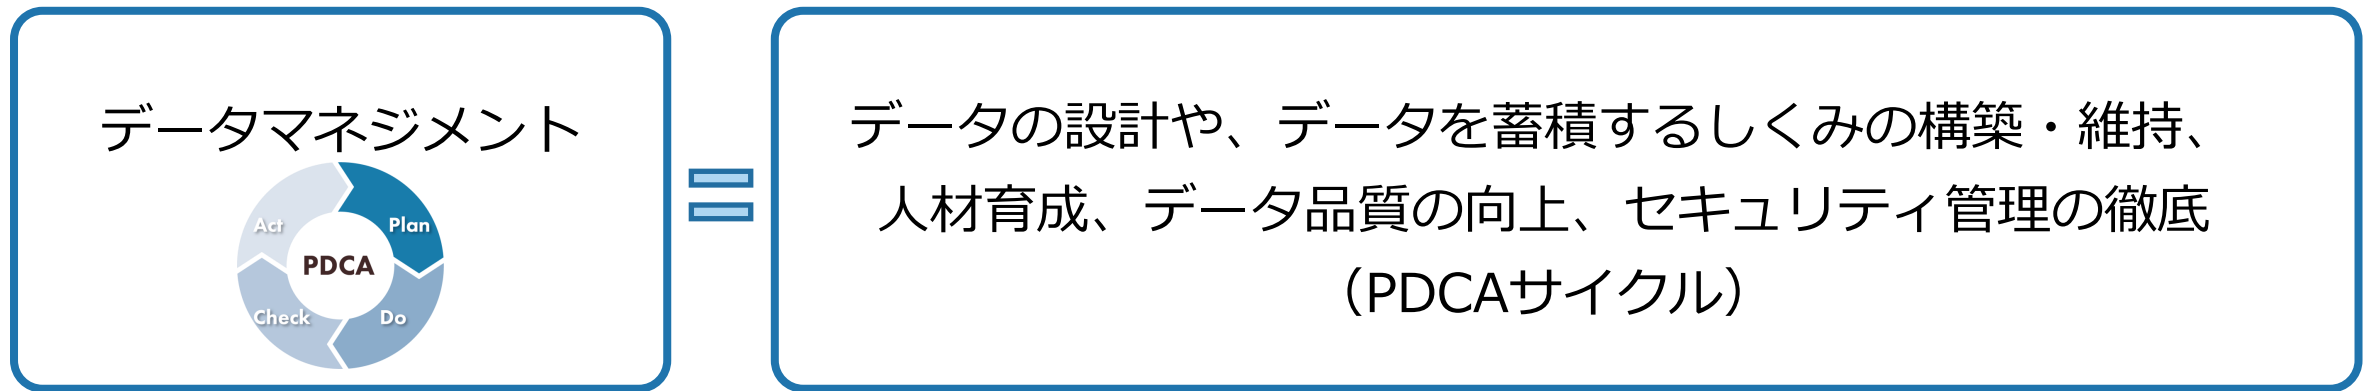 データマネジメント
Act
Plan
PDCA
Check
Do
データの設計や、データを蓄積するしくみの構築・維持、
人材育成、データ品質の向上、セキュリティ管理の徹底
（PDCAサイクル）